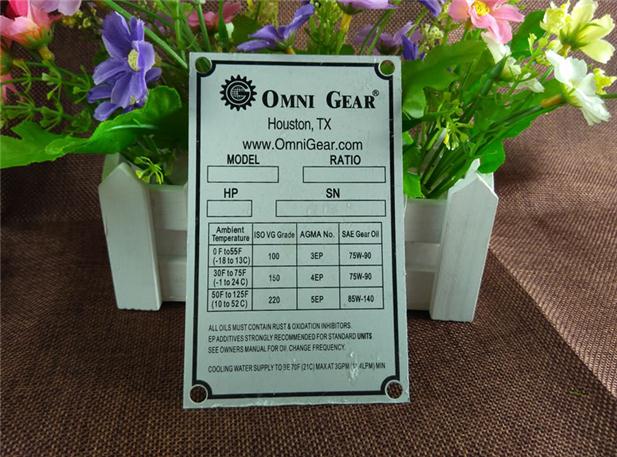 OMNI GEAR®
Houston, TX
www.OmniGear.com
MODEL RATIO
HP SN
Ambient Temperature ISO VG Grade AGMA No. SAE Gear Oil
0 F to55F (-18 to 13C) 100 3EP 75W-90
30F to 75F (-1 to 24 C) 150 4EP 75W-90
50F to 125F (10 to 52 C) 220 5EP 85W-140
ALL OILS MUST CONTAIN RUST & OXIDATION INHIBITORS.
EP ADDITIVES STRONGLY RECOMMENDED FOR STANDARD UNITS
SEE OWNERS MANUAL FOR OIL CHANGE FREQUENCY.
COOLING WATER SUPPLY TO BE 70F (21C) MAX AT 3GPM MIN